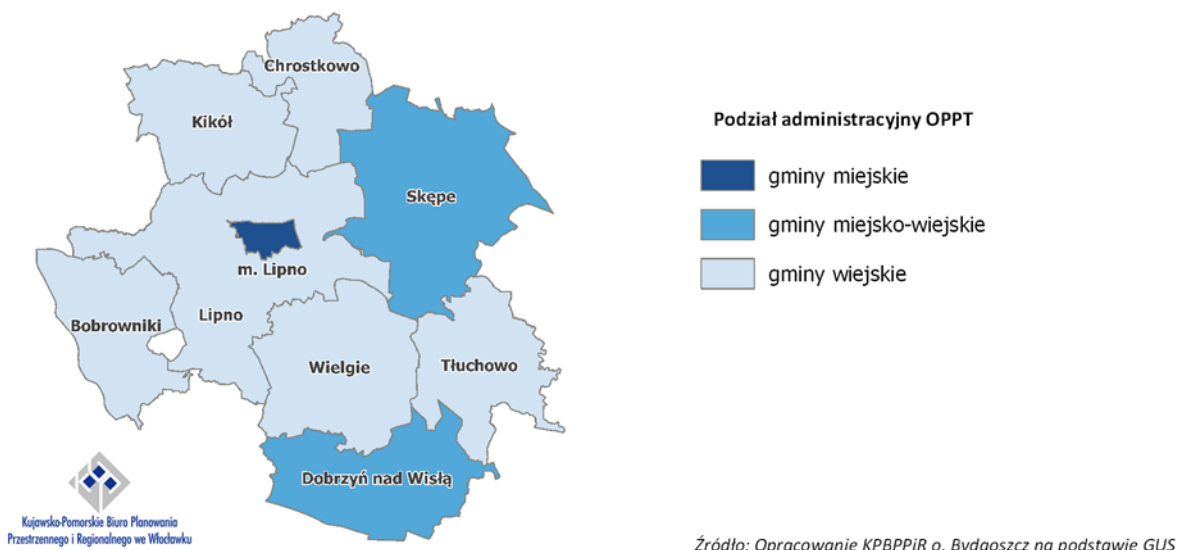 Chrostkowo
Kikół
Skępe
m. Lipno
Lipno
Bobrowniki
Wielgie
Tłuchowo
Dobrzyń nad Wisłą
Podział administracyjny OPPT
gminy miejskie
gminy miejsko-wiejskie
gminy wiejskie
Kujawsko-Pomorskie Biuro Planowania
Przestrzennego i Regionalnego we Włocławku
Źródło: Opracowanie KPBPPiR o. Bydgoszcz na podstawie GUS